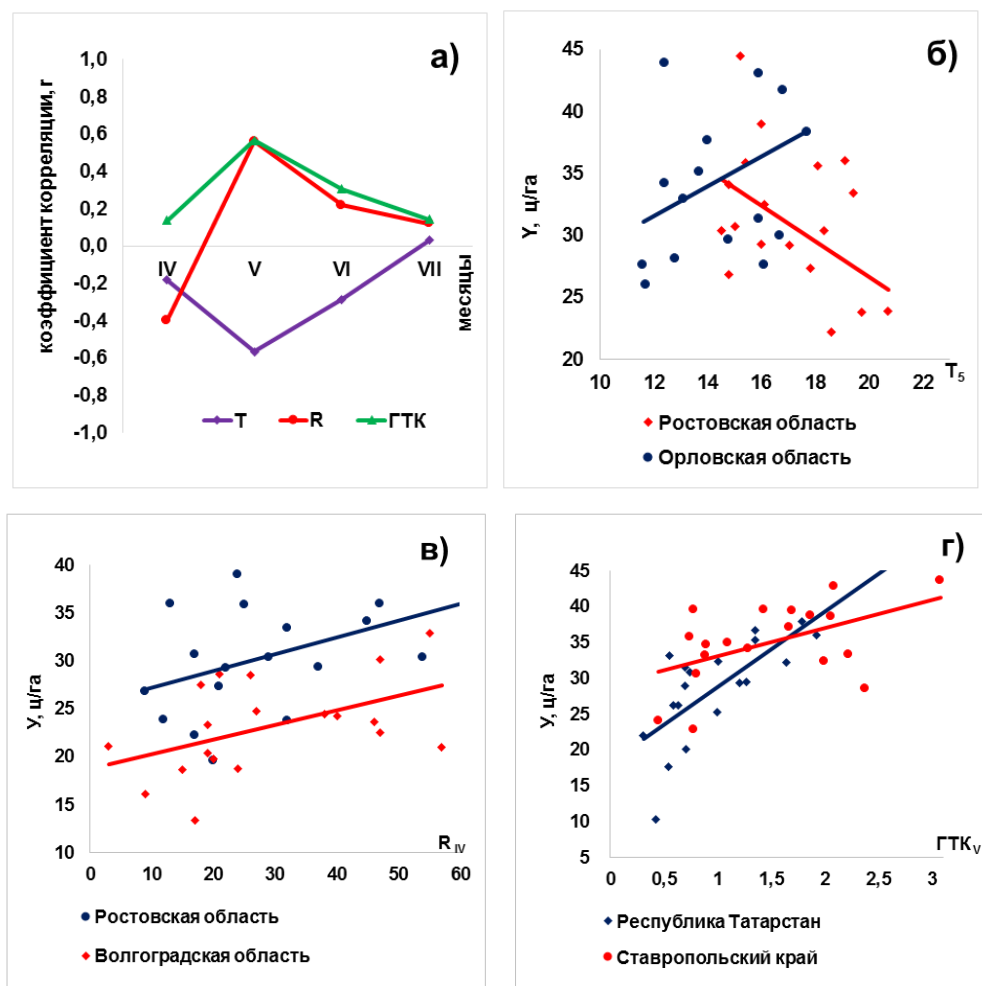 а)
коэффициент корреляции, r
1,0
0,8
0,6
0,4
0,2
0,0
-0,2
-0,4
-0,6
-0,8
-1,0
IV V VI VII
месяцы
T R ГТК
б)
Y, ц/га
45
40
35
30
25
20
10 12 14 16 18 20 22
T5
Ростовская область
Орловская область
в)
У, ц/га
40
35
30
25
20
15
10
R IV
0 10 20 30 40 50 60
Ростовская область
Волгоградская область
г)
У, ц/га
45
40
35
30
25
20
15
10
5
ГТКV
0 0,5 1 1,5 2 2,5 3
Республика Татарстан
Ставропольский край